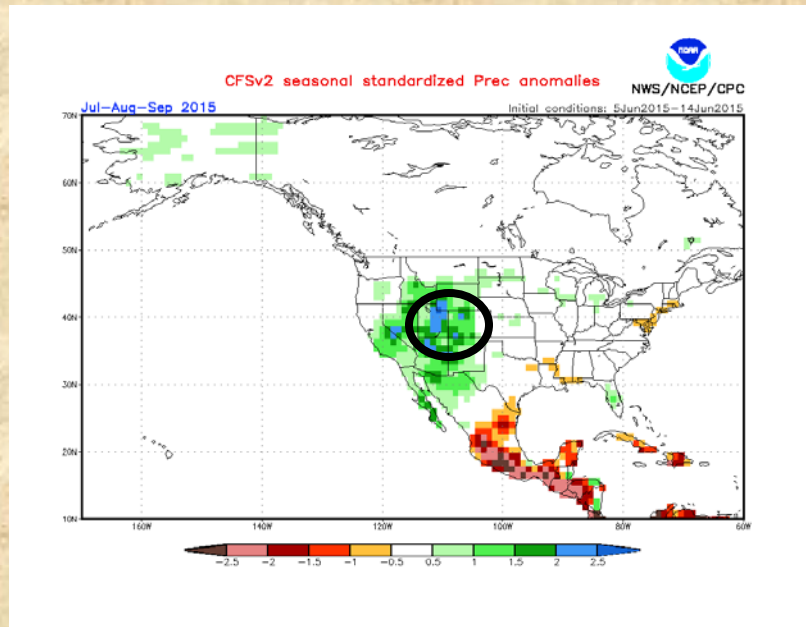 NOAA
CFSv2 seasonal standardized Prec anomalies
NWS/NCEP/CPC
Jul-Aug-Sep 2015
Initial conditions: 5Jun2015-14Jun2015
70N
60N
50N
40N
30N
20N
10N
160W 140W 120W 100W 80W 60W
-2.5 -2 -1.5 -1 -0.5 0.5 1 1.5 2 2.5